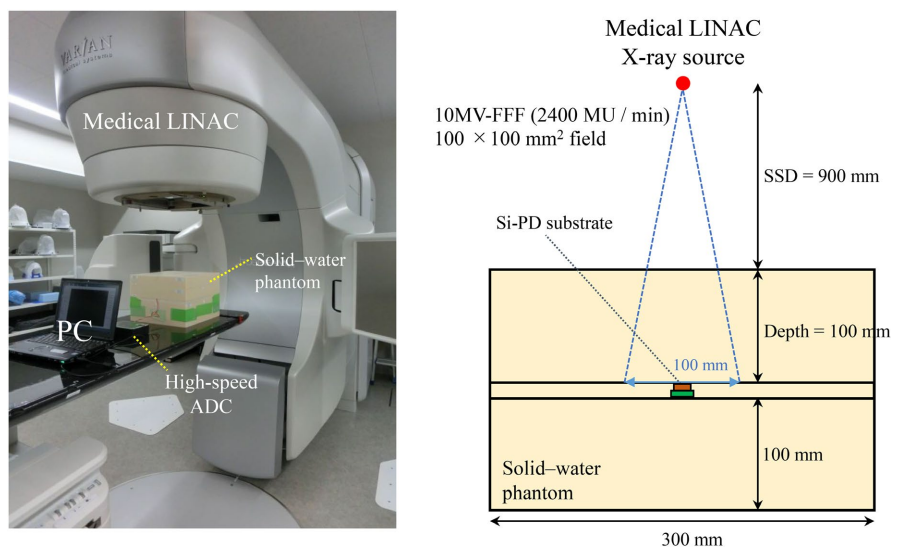 VARIAN
medical systems
Medical LINAC
Solid–water
phantom
PC
High-speed
ADC
Medical LINAC
X-ray source
10MV-FFF (2400 MU / min)
100 × 100 mm² field
SSD = 900 mm
Si-PD substrate
Depth = 100 mm
100 mm
100 mm
Solid–water
phantom
300 mm